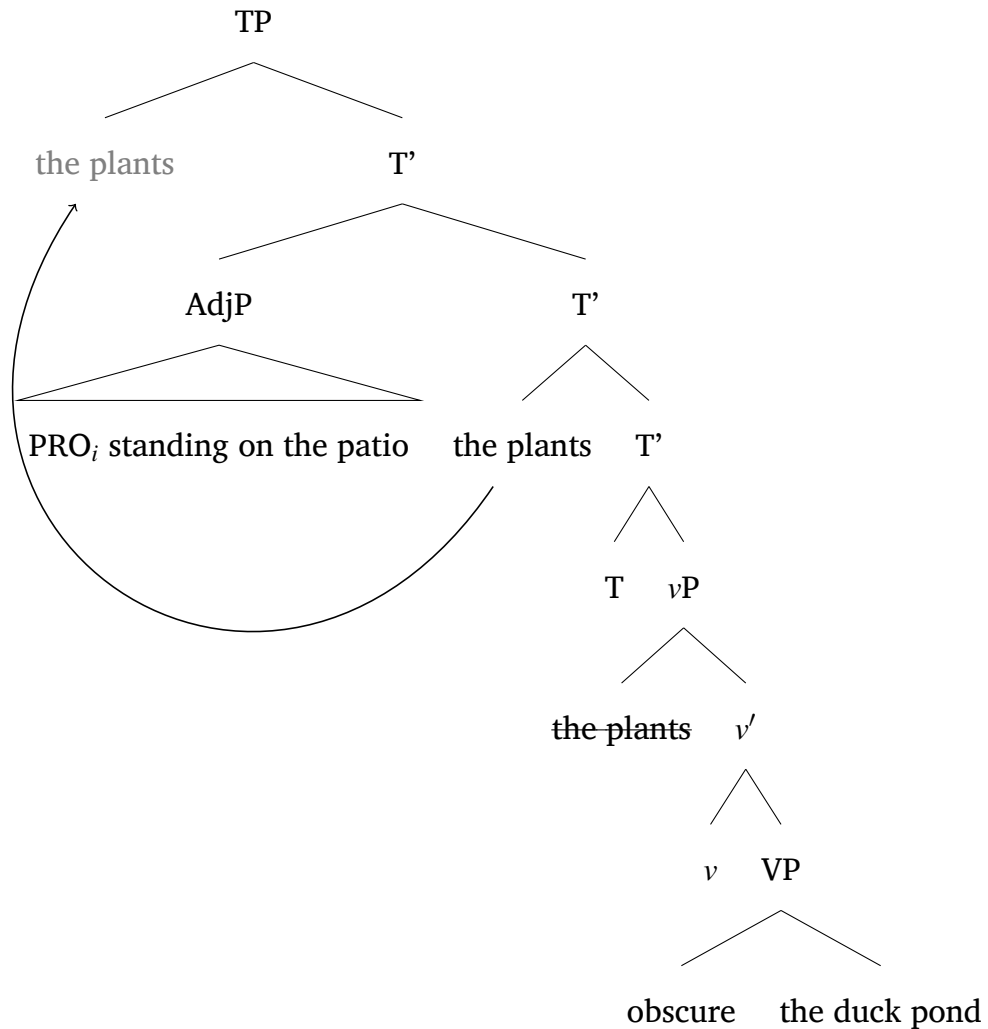 TP
the plants T’
AdjP T’
PROi standing on the patio the plants T’
T vP
the plants v′
v VP
obscure the duck pond